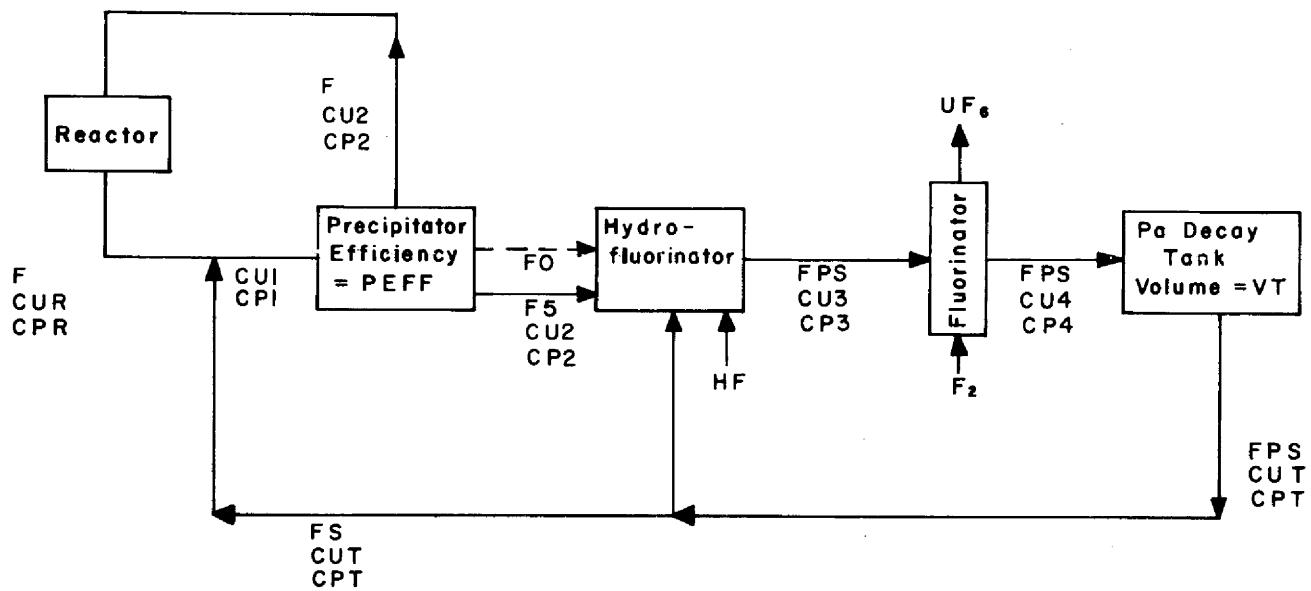 Reactor
F
CU2
CP2
F
CUR
CPR
CU1
CP1
Precipitator
Efficiency
= PEFF
FO
F5
CU2
CP2
Hydro-
fluorinator
HF
FPS
CU3
CP3
UF₆
Fluorinator
F₂
FPS
CU4
CP4
Pa Decay
Tank
Volume = VT
FPS
CUT
CPT
FS
CUT
CPT